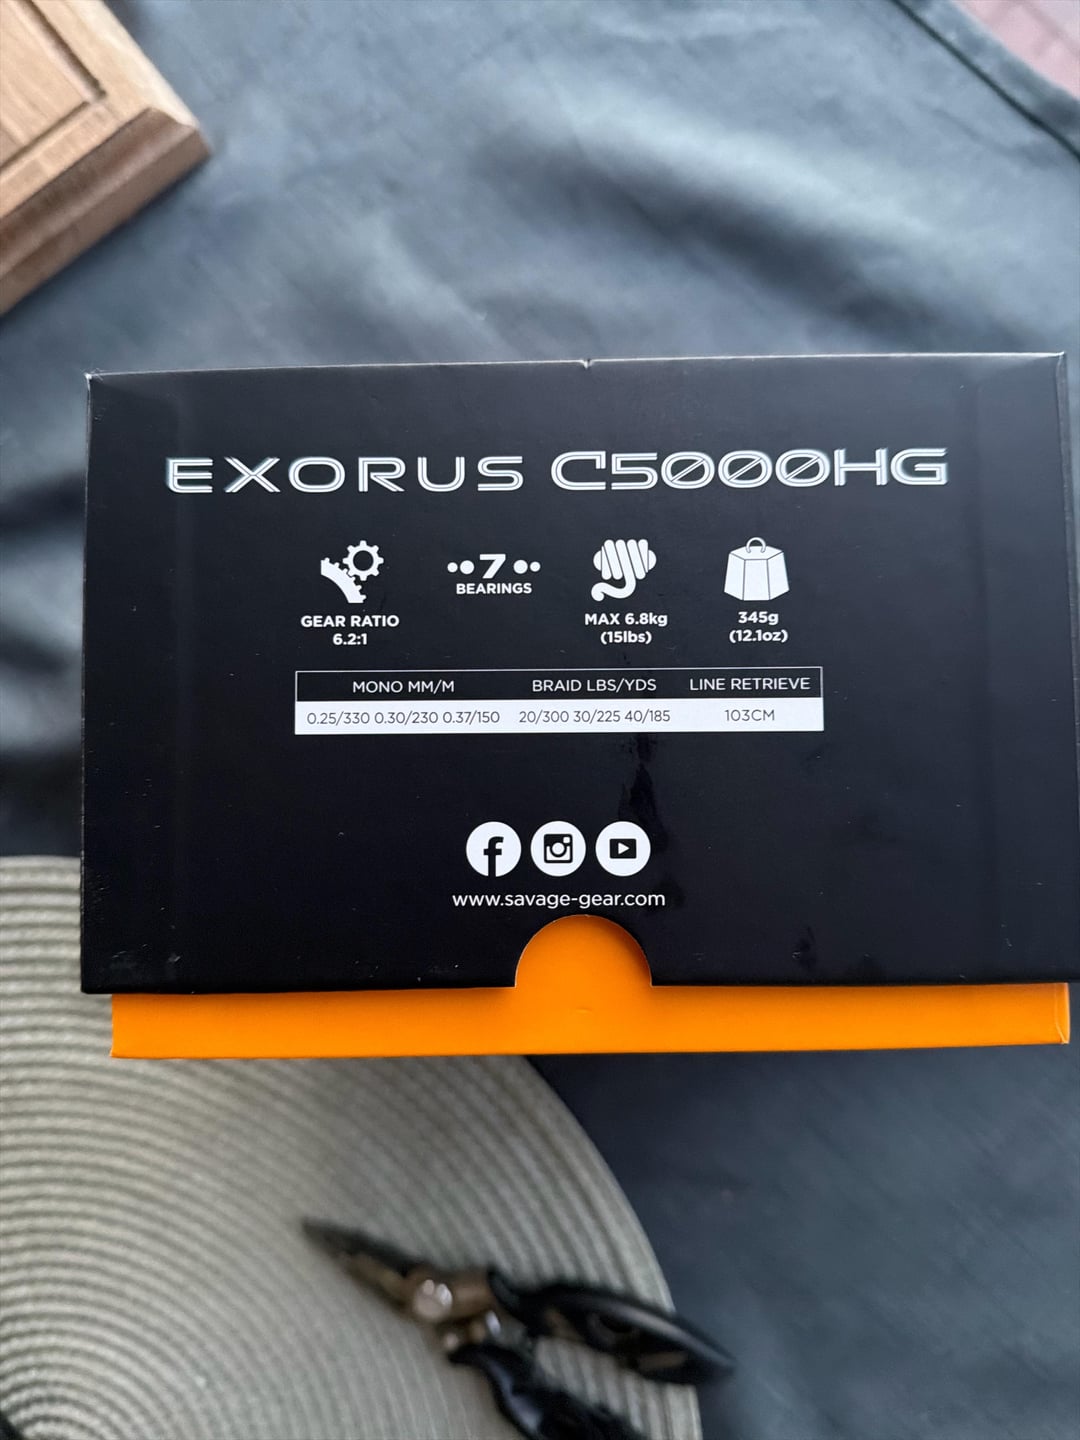 EXORUS C5000HG
GEAR RATIO
6.2:1
7
BEARINGS
MAX 6.8kg
(15lbs)
345g
(12.1oz)
MONO MM/M BRAID LBS/YDS LINE RETRIEVE
0.25/330 0.30/230 0.37/150 20/300 30/225 40/185 103CM
www.savage-gear.com